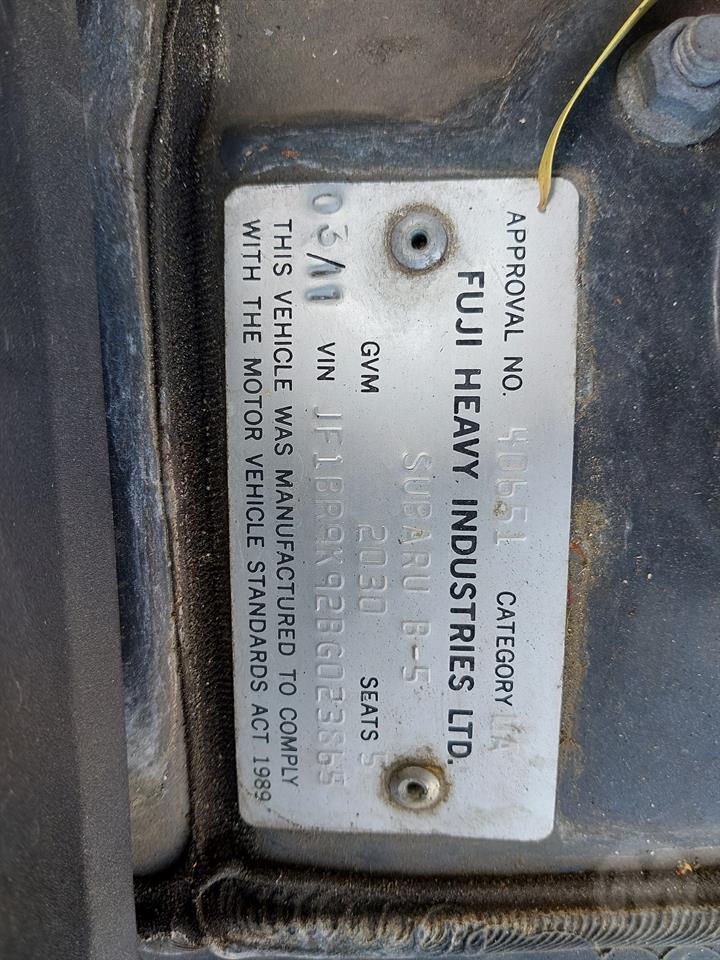 APPROVAL NO. 40661 CATEGORY MA
FUJI HEAVY INDUSTRIES LTD.
SUBARU B-5
GVM 2030 SEATS 5
03/11 VIN JF1BR9K92BG023865
THIS VEHICLE WAS MANUFACTURED TO COMPLY
WITH THE MOTOR VEHICLE STANDARDS ACT 1989